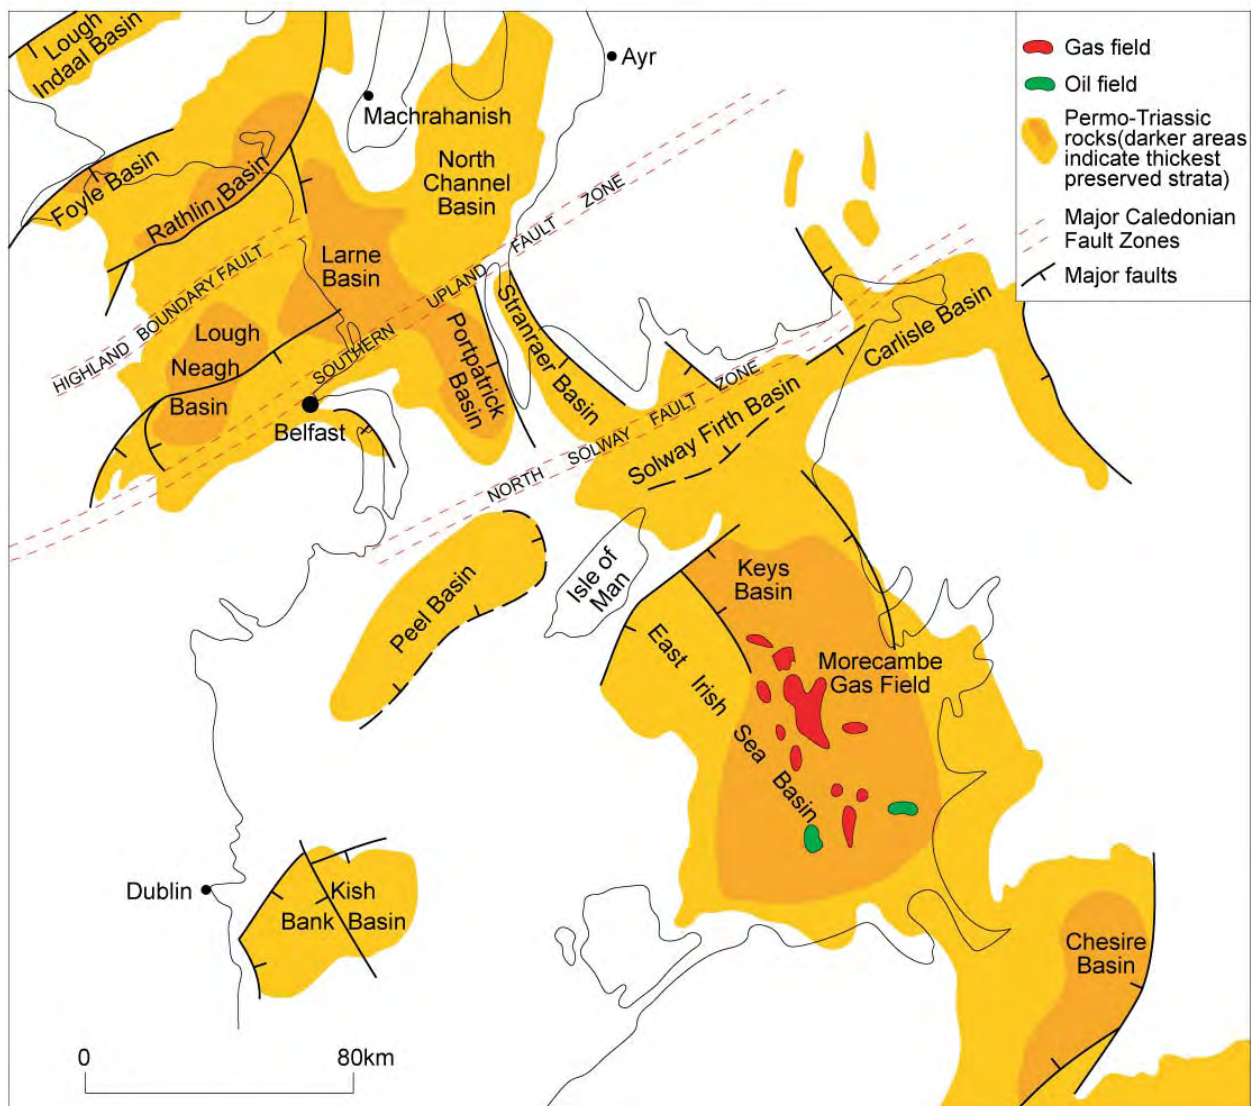 Lough
Indaal Basin
Ayr
Machrahanish
North
Channel
Basin
Foyle Basin
Rathlin Basin
Larne
Basin
HIGHLAND BOUNDARY FAULT
SOUTHERN UPLAND FAULT ZONE
Lough
Neagh
Basin
Belfast
Portpatrick
Basin
Stranraer Basin
Carlisle Basin
Solway Firth Basin
NORTH SOLWAY FAULT ZONE
Peel Basin
Isle of
Man
Keys
Basin
East Irish Sea Basin
Morecambe
Gas Field
Dublin
Kish
Bank Basin
Chesire
Basin
0 80km
Gas field
Oil field
Permo-Triassic
rocks(darker areas
indicate thickest
preserved strata)
Major Caledonian
Fault Zones
Major faults